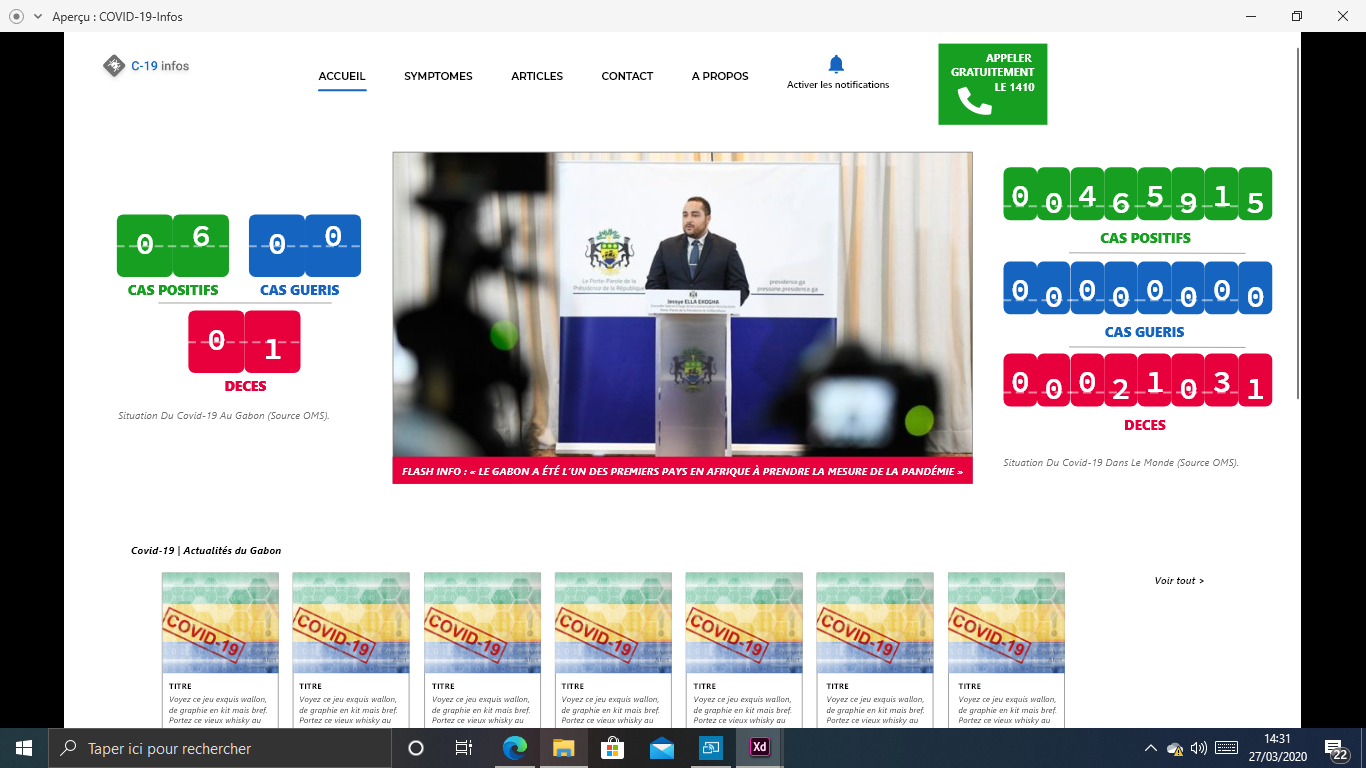 Aperçu : COVID-19-Infos
C-19 infos
ACCUEIL
SYMPTOMES
ARTICLES
CONTACT
A PROPOS
Activer les notifications
APPELER
GRATUITEMENT
LE 1410
0 6
CAS POSITIFS
0 0
CAS GUERIS
0 1
DECES
Situation Du Covid-19 Au Gabon (Source OMS).
Le Porte-Parole de la
Présidence de la République
presidence.ga
pressone.presidence.ga
Jessye ELLA EKOGHA
FLASH INFO : « LE GABON A ÉTÉ L'UN DES PREMIERS PAYS EN AFRIQUE À PRENDRE LA MESURE DE LA PANDÉMIE »
0 0 4 6 5 9 1 5
CAS POSITIFS
0 0 0 0 0 0 0 0
CAS GUERIS
0 0 0 2 1 0 3 1
DECES
Situation Du Covid-19 Dans Le Monde (Source OMS).
Covid-19 | Actualités du Gabon
Voir tout >
COVID-19
TITRE
Voyez ce jeu exquis wallon,
de graphie en kit mais bref.
Portez ce vieux whisky au
COVID-19
TITRE
Voyez ce jeu exquis wallon,
de graphie en kit mais bref.
Portez ce vieux whisky au
COVID-19
TITRE
Voyez ce jeu exquis wallon,
de graphie en kit mais bref.
Portez ce vieux whisky au
COVID-19
TITRE
Voyez ce jeu exquis wallon,
de graphie en kit mais bref.
Portez ce vieux whisky au
COVID-19
TITRE
Voyez ce jeu exquis wallon,
de graphie en kit mais bref.
Portez ce vieux whisky au
COVID-19
TITRE
Voyez ce jeu exquis wallon,
de graphie en kit mais bref.
Portez ce vieux whisky au
COVID-19
TITRE
Voyez ce jeu exquis wallon,
de graphie en kit mais bref.
Portez ce vieux whisky au
Taper ici pour rechercher
Xd
14:31
27/03/2020
22